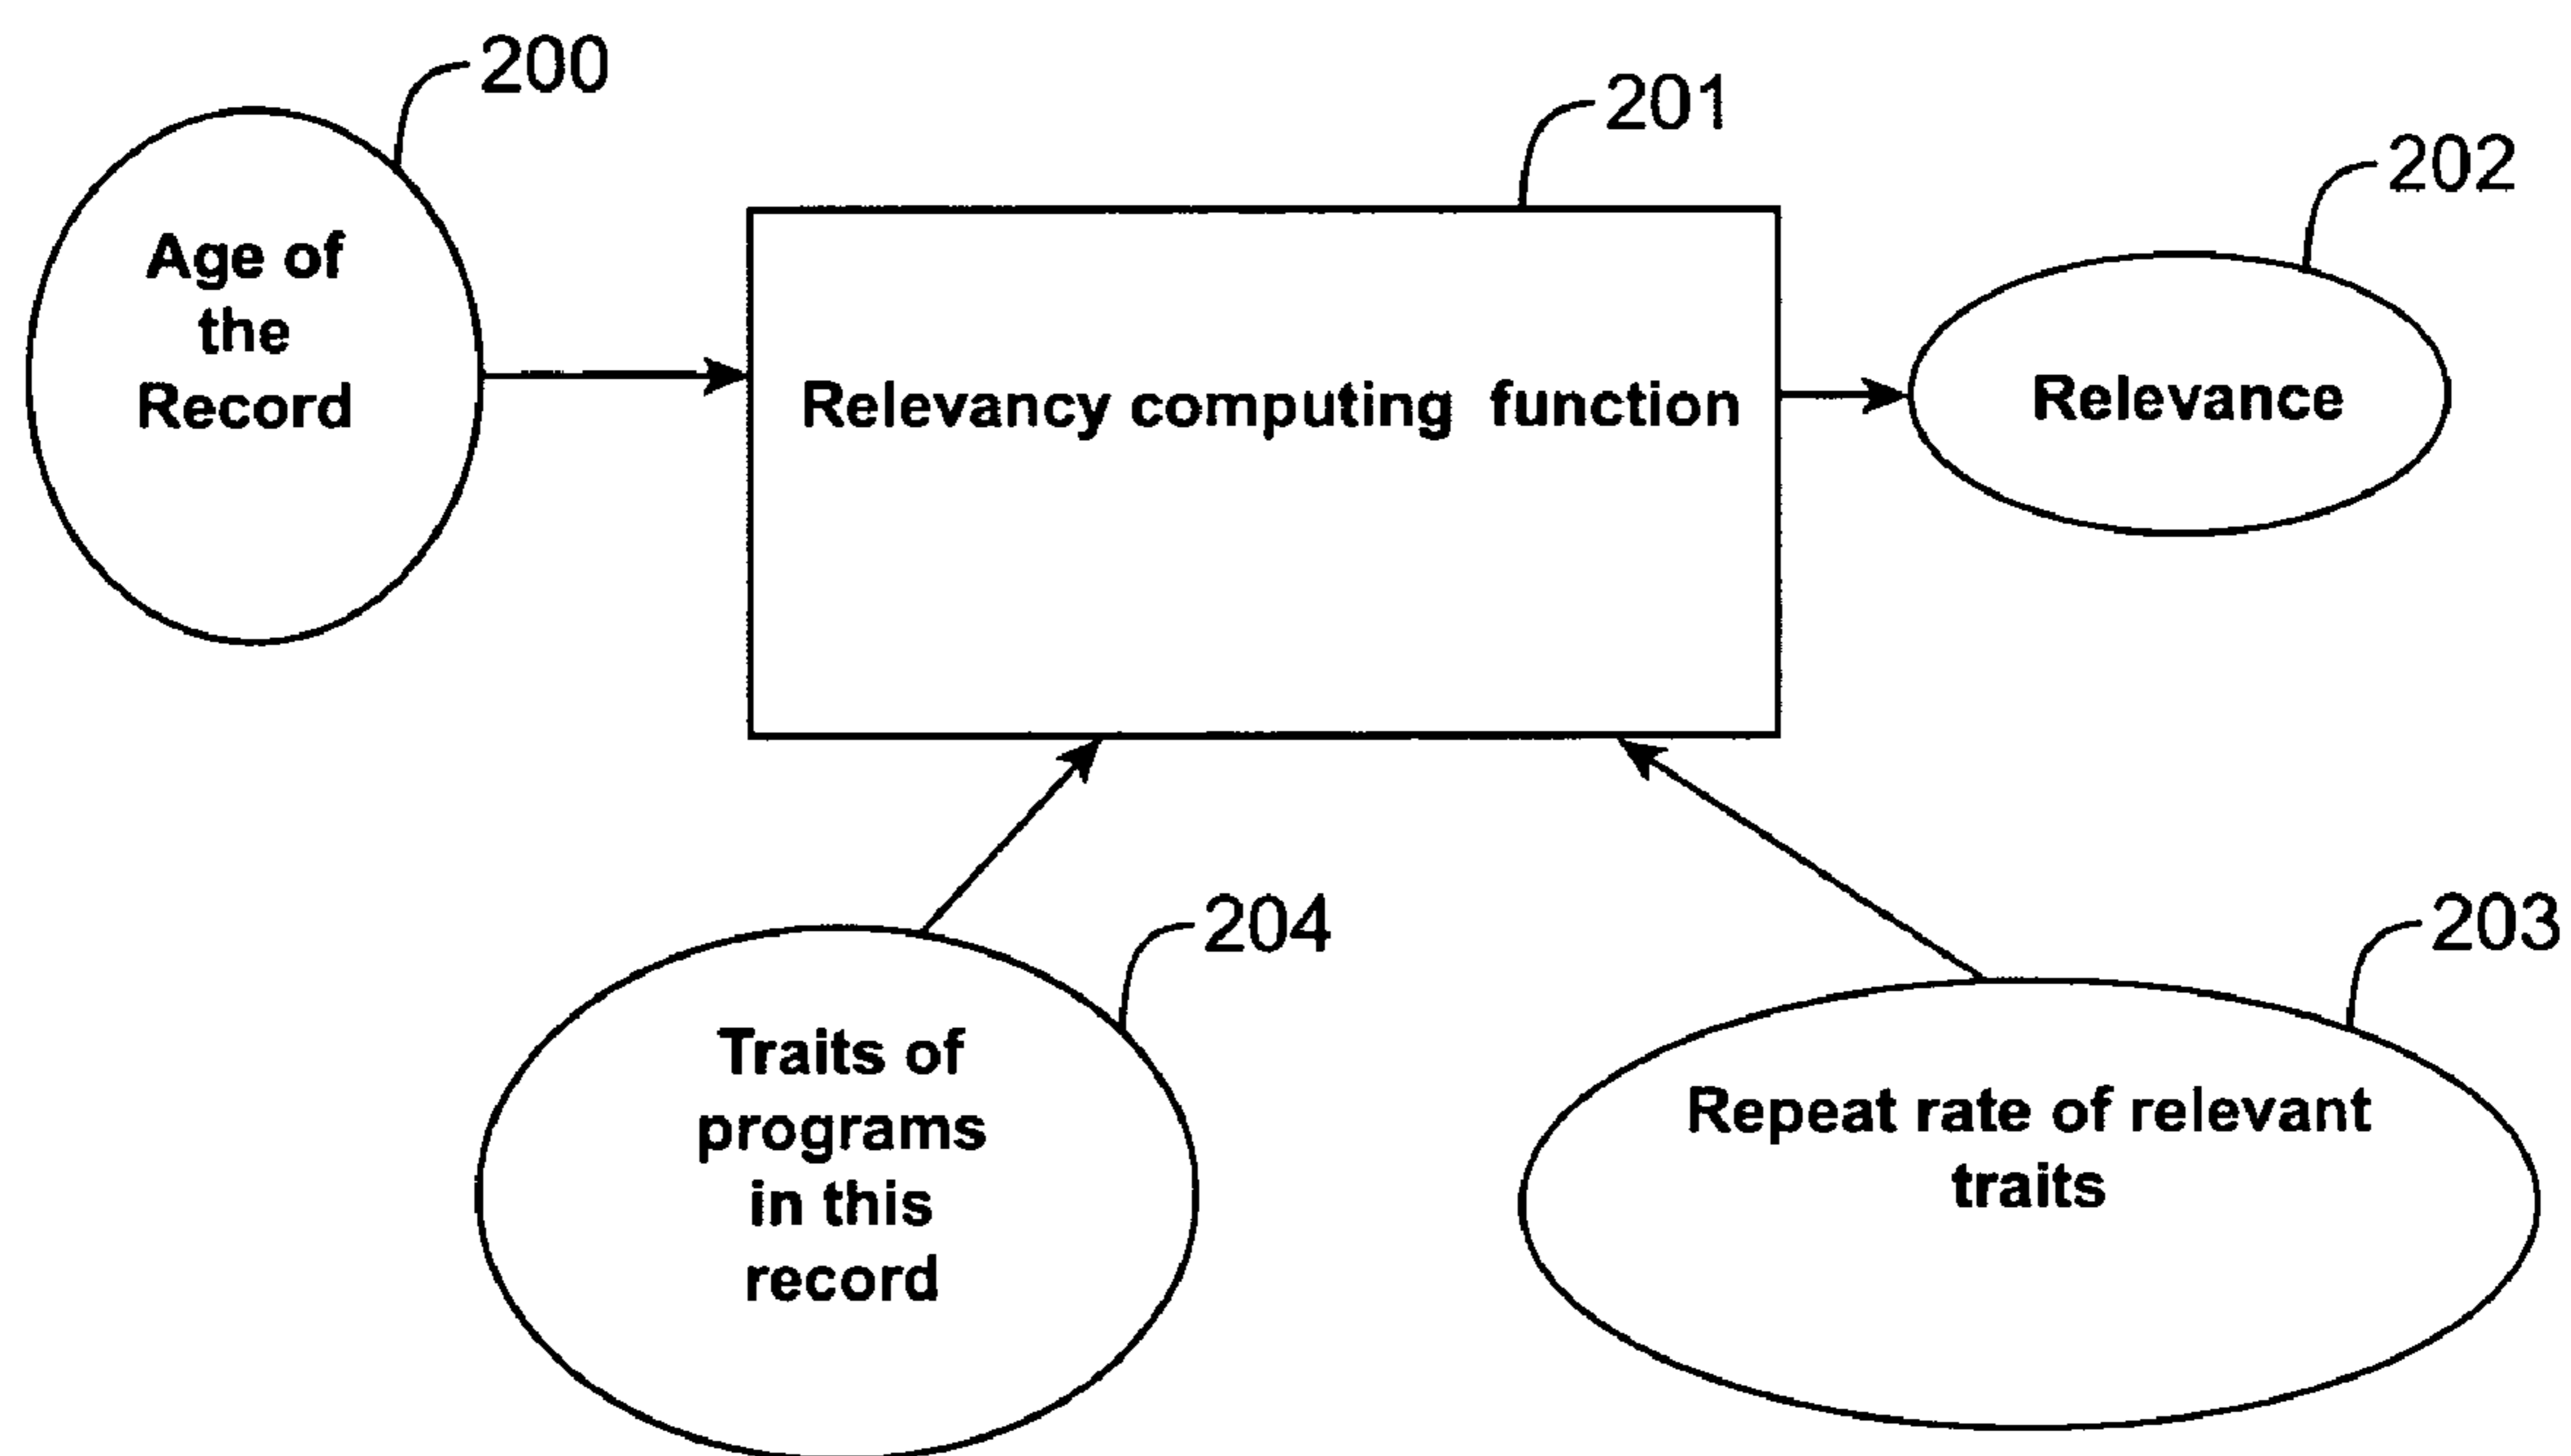 200
201
202
Age of
the
Record
Relevancy computing function
Relevance
204
203
Traits of
programs
in this
record
Repeat rate of relevant
traits